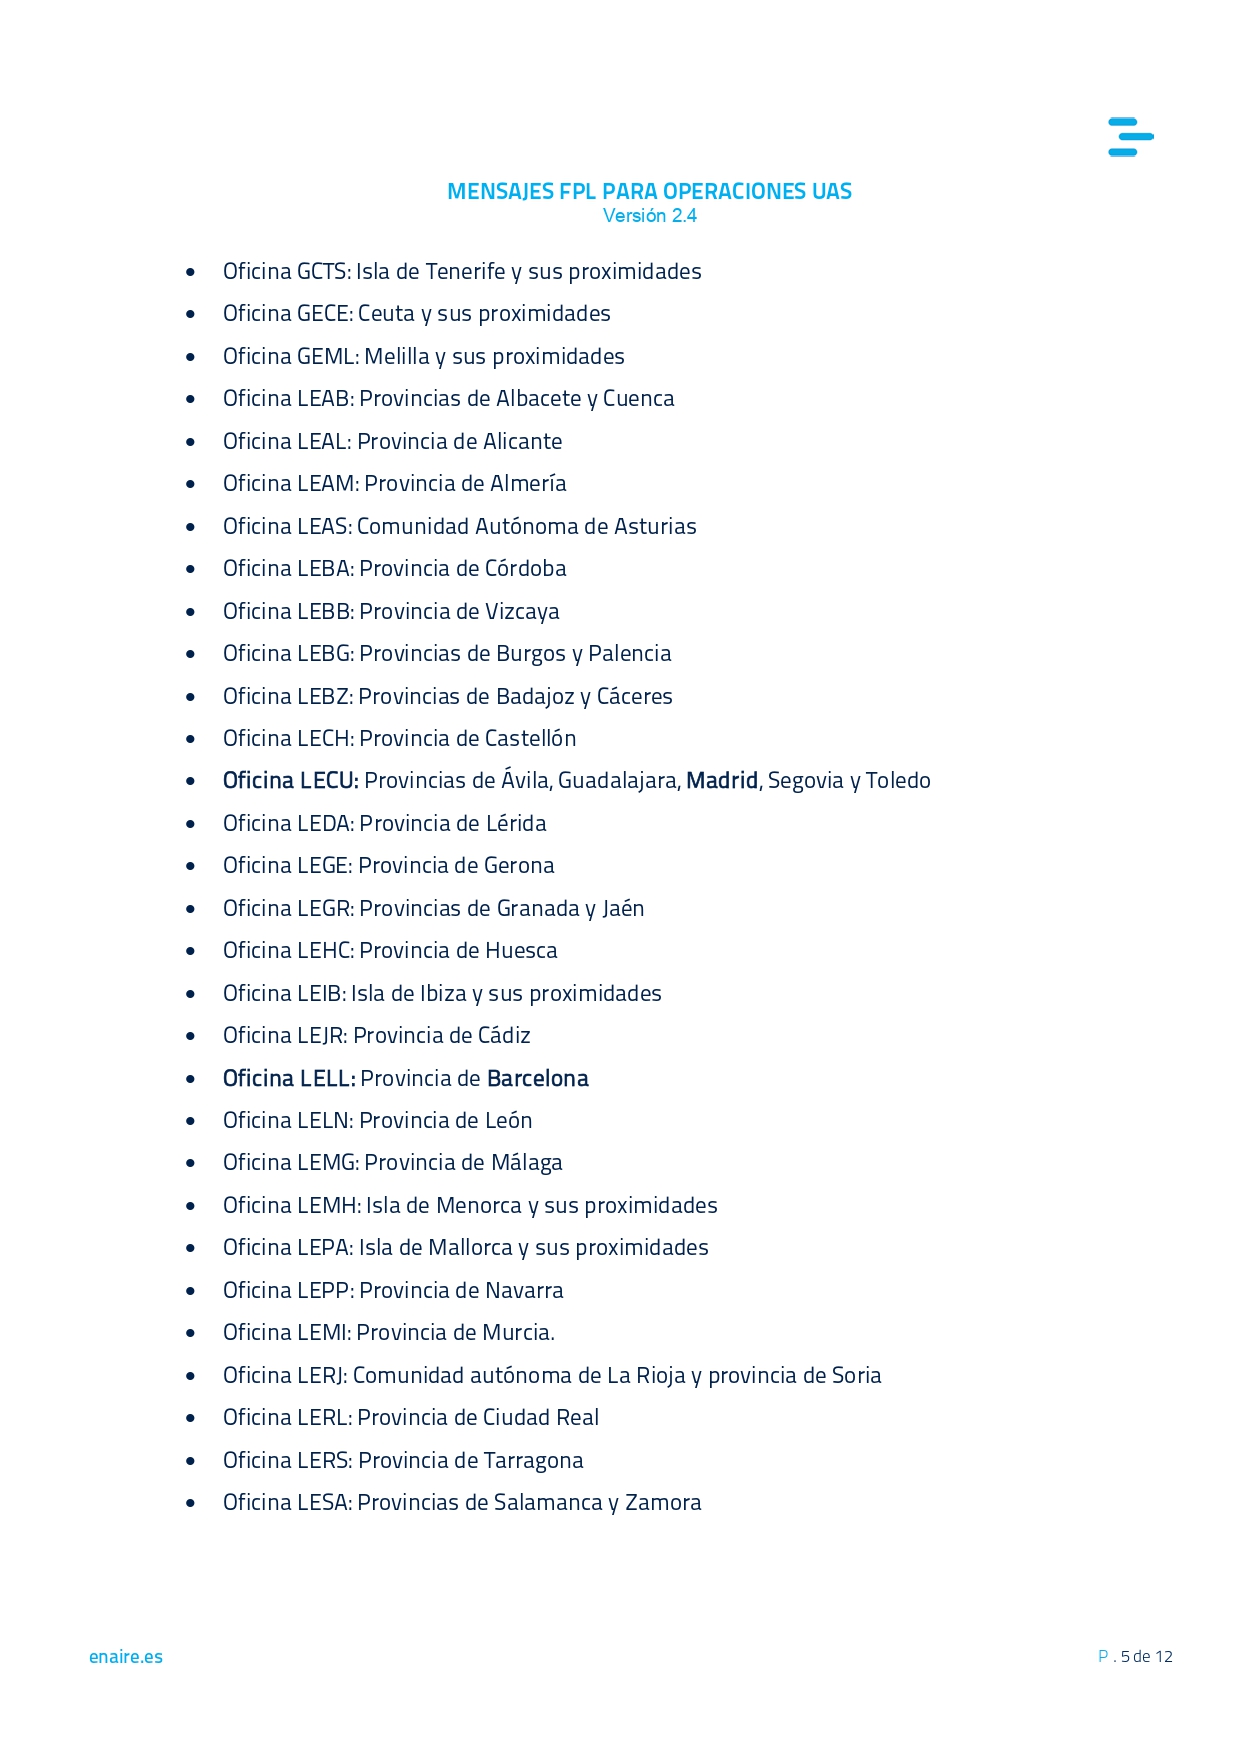 MENSAJES FPL PARA OPERACIONES UAS
Versión 2.4
• Oficina GCTS: Isla de Tenerife y sus proximidades
• Oficina GECE: Ceuta y sus proximidades
• Oficina GEML: Melilla y sus proximidades
• Oficina LEAB: Provincias de Albacete y Cuenca
• Oficina LEAL: Provincia de Alicante
• Oficina LEAM: Provincia de Almería
• Oficina LEAS: Comunidad Autónoma de Asturias
• Oficina LEBA: Provincia de Córdoba
• Oficina LEBB: Provincia de Vizcaya
• Oficina LEBG: Provincias de Burgos y Palencia
• Oficina LEBZ: Provincias de Badajoz y Cáceres
• Oficina LECH: Provincia de Castellón
• Oficina LECU: Provincias de Ávila, Guadalajara, Madrid, Segovia y Toledo
• Oficina LEDA: Provincia de Lérida
• Oficina LEGE: Provincia de Gerona
• Oficina LEGR: Provincias de Granada y Jaén
• Oficina LEHC: Provincia de Huesca
• Oficina LEIB: Isla de Ibiza y sus proximidades
• Oficina LEJR: Provincia de Cádiz
• Oficina LELL: Provincia de Barcelona
• Oficina LELN: Provincia de León
• Oficina LEMG: Provincia de Málaga
• Oficina LEMH: Isla de Menorca y sus proximidades
• Oficina LEPA: Isla de Mallorca y sus proximidades
• Oficina LEPP: Provincia de Navarra
• Oficina LEMI: Provincia de Murcia.
• Oficina LERJ: Comunidad autónoma de La Rioja y provincia de Soria
• Oficina LERL: Provincia de Ciudad Real
• Oficina LERS: Provincia de Tarragona
• Oficina LESA: Provincias de Salamanca y Zamora
enaire.es
P . 5 de 12